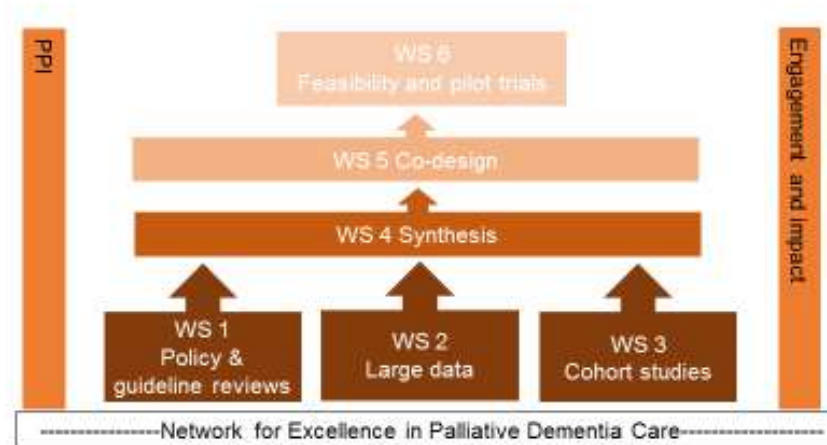 PPI
WS 6
Feasibility and pilot trials
Engagement and impact
WS 5 Co-design
WS 4 Synthesis
WS 1
Policy &
guideline reviews
WS 2
Large data
WS 3
Cohort studies
--------------Network for Excellence in Palliative Dementia Care-----------------